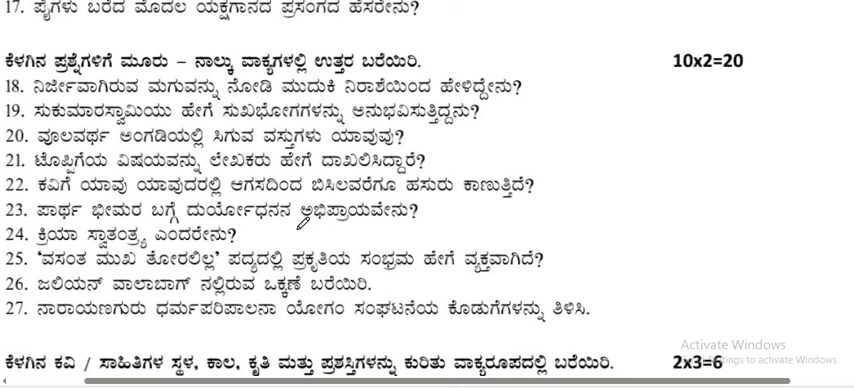 17. ಪೈಗಳು ಬರೆದ ಮೊದಲ ಯಕ್ಷಗಾನದ ಪ್ರಸಂಗದ ಹೆಸರೇನು?
ಕೆಳಗಿನ ಪ್ರಶ್ನೆಗಳಿಗೆ ಮೂರು – ನಾಲ್ಕು ವಾಕ್ಯಗಳಲ್ಲಿ ಉತ್ತರ ಬರೆಯಿರಿ. 10x2=20
18. ನಿರ್ಜೀವಾಗಿರುವ ಮಗುವನ್ನು ನೋಡಿ ಮುದುಕಿ ನಿರಾಶೆಯಿಂದ ಹೇಳಿದ್ದೇನು?
19. ಸುಕುಮಾರಸ್ವಾಮಿಯು ಹೇಗೆ ಸುಖಭೋಗಗಳನ್ನು ಅನುಭವಿಸುತ್ತಿದ್ದನು?
20. ವೂಲವರ್ಥ ಅಂಗಡಿಯಲ್ಲಿ ಸಿಗುವ ವಸ್ತುಗಳು ಯಾವುವು?
21. ಟೊಪ್ಪಿಗೆಯ ವಿಷಯವನ್ನು ಲೇಖಕರು ಹೇಗೆ ದಾಖಲಿಸಿದ್ದಾರೆ?
22. ಕವಿಗೆ ಯಾವು ಯಾವುದರಲ್ಲಿ ಆಗಸದಿಂದ ಬಿಸಿಲವರೆಗೂ ಹಸುರು ಕಾಣುತ್ತಿದೆ?
23. ಪಾರ್ಥ ಭೀಮರ ಬಗ್ಗೆ ದುರ್ಯೋಧನನ ಅಭಿಪ್ರಾಯವೇನು?
24. ಕ್ರಿಯಾ ಸ್ವಾತಂತ್ರ್ಯ ಎಂದರೇನು?
25. ‘ವಸಂತ ಮುಖ ತೋರಲಿಲ್ಲ’ ಪದ್ಯದಲ್ಲಿ ಪ್ರಕೃತಿಯ ಸಂಭ್ರಮ ಹೇಗೆ ವ್ಯಕ್ತವಾಗಿದೆ?
26. ಜಲಿಯನ್ ವಾಲಾಬಾಗ್ ನಲ್ಲಿರುವ ಒಕ್ಕಣೆ ಬರೆಯಿರಿ.
27. ನಾರಾಯಣಗುರು ಧರ್ಮಪರಿಪಾಲನಾ ಯೋಗಂ ಸಂಘಟನೆಯ ಕೊಡುಗೆಗಳನ್ನು ತಿಳಿಸಿ.
Activate Windows
ettings to activate Windows.
ಕೆಳಗಿನ ಕವಿ / ಸಾಹಿತಿಗಳ ಸ್ಥಳ, ಕಾಲ, ಕೃತಿ ಮತ್ತು ಪ್ರಶಸ್ತಿಗಳನ್ನು ಕುರಿತು ವಾಕ್ಯರೂಪದಲ್ಲಿ ಬರೆಯಿರಿ. 2x3=6